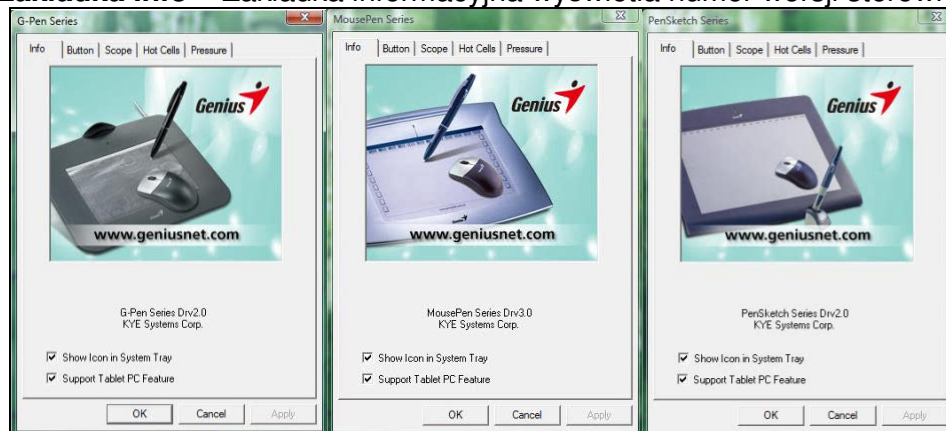 Zakładka Info – Zakładka informacyjna wyświetla numer wersji
G-Pen Series
Info Button Scope Hot Cells Pressure
Genius
www.geniusnet.com
G-Pen Series Drv2.0
KYE Systems Corp.
Show Icon in System Tray
Support Tablet PC Feature
OK Cancel Apply
MousePen Series
Info Button Scope Hot Cells Pressure
Genius
www.geniusnet.com
MousePen Series Drv3.0
KYE Systems Corp.
Show Icon in System Tray
Support Tablet PC Feature
OK Cancel Apply
PenSketch Series
Info Button Scope Hot Cells Pressure
Genius
www.geniusnet.com
PenSketch Series Drv2.0
KYE Systems Corp.
Show Icon in System Tray
Support Tablet PC Feature
OK Cancel Apply